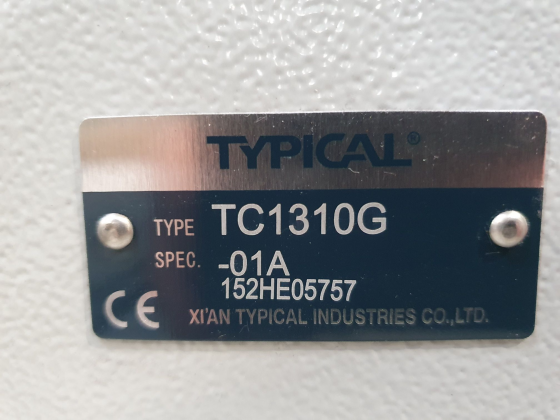 TYPICAL®
TYPE TC1310G
SPEC. -01A
152HE05757
CE XI'AN TYPICAL INDUSTRIES CO.,LTD.